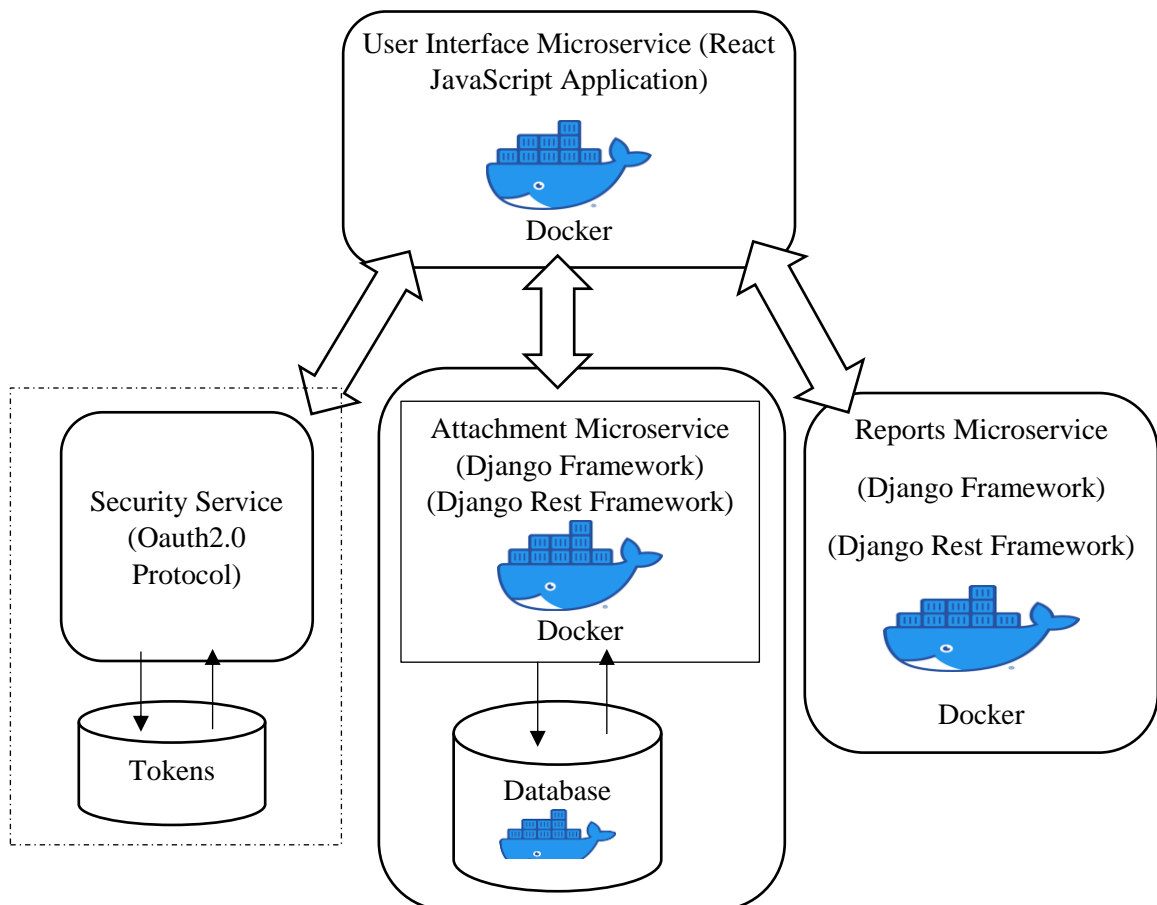 User Interface Microservice (React
JavaScript Application)
Docker
Security Service
(Oauth2.0
Protocol)
Tokens
Attachment Microservice
(Django Framework)
(Django Rest Framework)
Docker
Database
Reports Microservice
(Django Framework)
(Django Rest Framework)
Docker